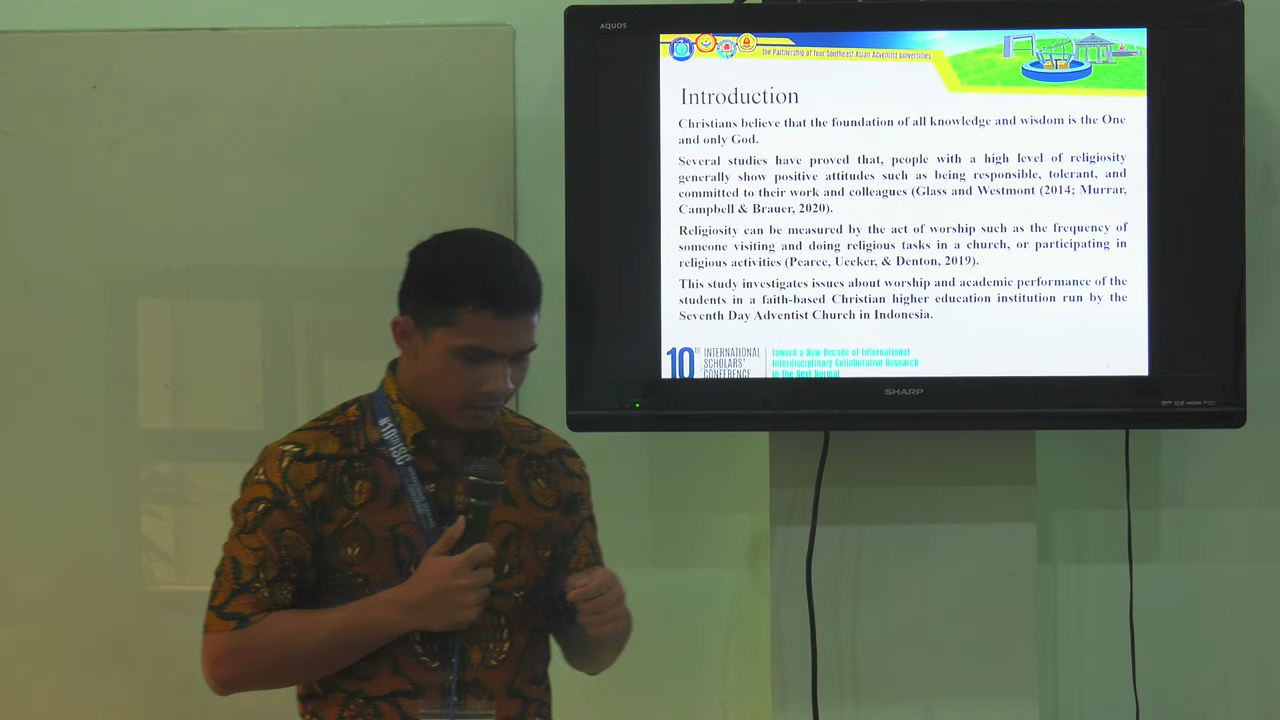 AQUOS
The Partnership of four Southeast Asian Adventist Universities
Introduction
Christians believe that the foundation of all knowledge and wisdom is the One
and only God.
Several studies have proved that, people with a high level of religiosity
generally show positive attitudes such as being responsible, tolerant, and
committed to their work and colleagues (Glass and Westmont (2014; Murrar,
Campbell & Brauer, 2020).
Religiosity can be measured by the act of worship such as the frequency of
someone visiting and doing religious tasks in a church, or participating in
religious activities (Pearce, Uecker, & Denton, 2019).
This study investigates issues about worship and academic performance of the
students in a faith-based Christian higher education institution run by the
Seventh Day Adventist Church in Indonesia.
10TH INTERNATIONAL
SCHOLARS'
CONFERENCE
Toward a New Decade of International
Interdisciplinary Collaborative Research
in the Next Normal
SHARP
#10thISC